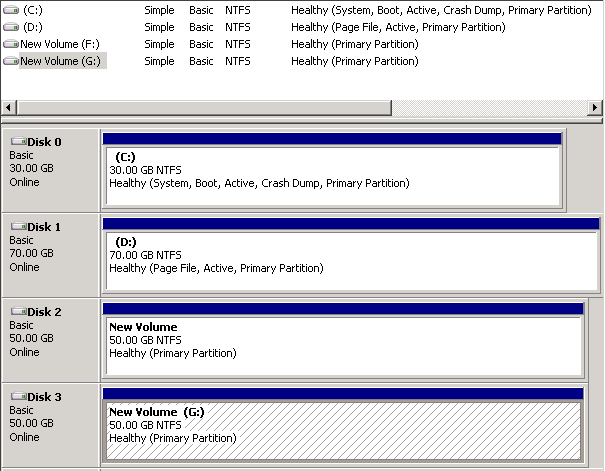 (C:) Simple Basic NTFS Healthy (System, Boot, Active, Crash Dump, Primary Partition)
(D:) Simple Basic NTFS Healthy (Page File, Active, Primary Partition)
New Volume (F:) Simple Basic NTFS Healthy (Primary Partition)
New Volume (G:) Simple Basic NTFS Healthy (Primary Partition)
Disk 0
Basic
30.00 GB
Online
(C:)
30.00 GB NTFS
Healthy (System, Boot, Active, Crash Dump, Primary Partition)
Disk 1
Basic
70.00 GB
Online
(D:)
70.00 GB NTFS
Healthy (Page File, Active, Primary Partition)
Disk 2
Basic
50.00 GB
Online
New Volume
50.00 GB NTFS
Healthy (Primary Partition)
Disk 3
Basic
50.00 GB
Online
New Volume (G:)
50.00 GB NTFS
Healthy (Primary Partition)